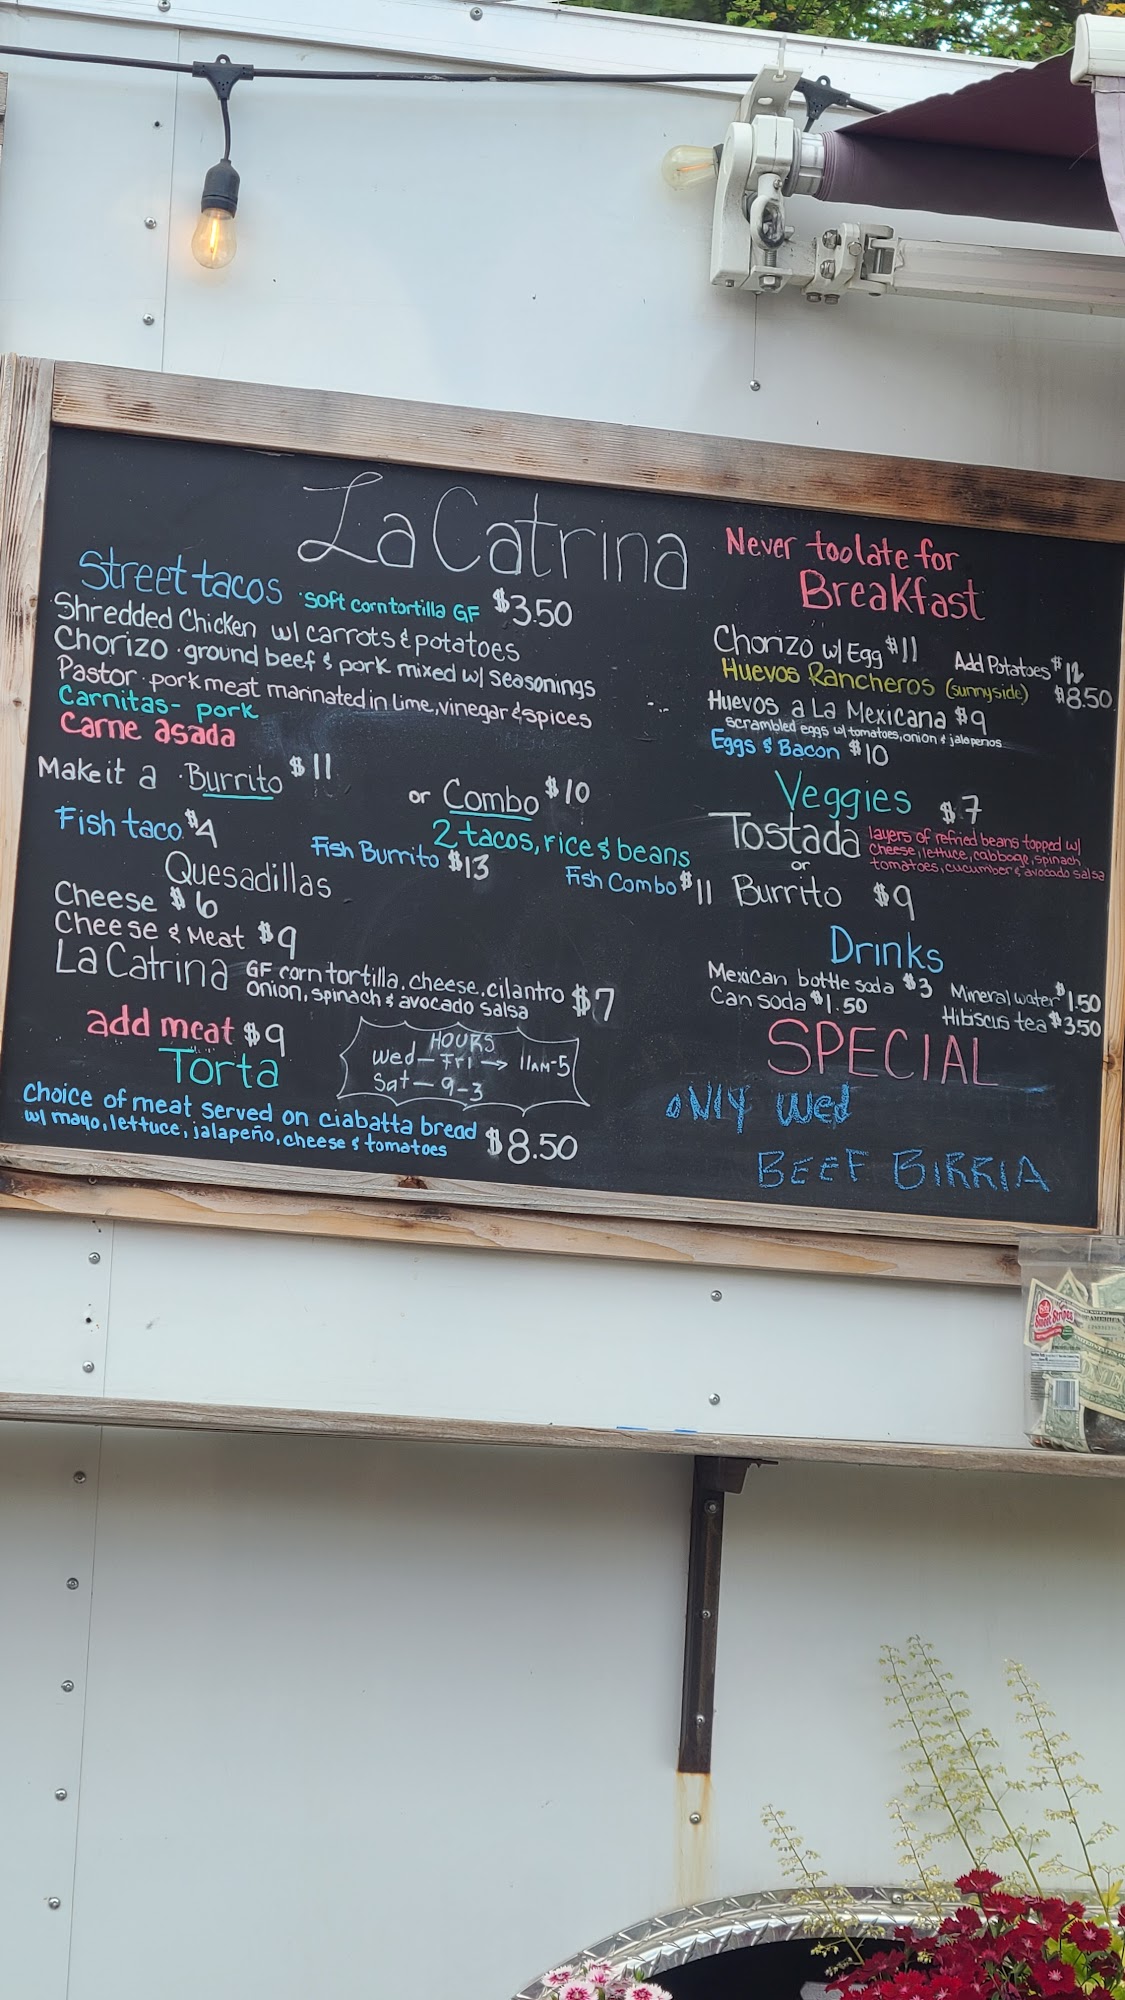 La Catrina
Street tacos · soft corn tortilla GF $3.50
Shredded Chicken w/ carrots & potatoes
Chorizo · ground beef & pork mixed w/ seasonings
Pastor · pork meat marinated in Lime, vinegar & spices
Carnitas - pork
Carne asada
Make it a · Burrito $11
or Combo $10
2 tacos, rice & beans
Fish taco $4
Fish Burrito $13
Fish Combo $11
Quesadillas
Cheese $6
Cheese & Meat $9
La Catrina GF corn tortilla, cheese, cilantro
onion, spinach & avocado salsa $7
add meat $9
HOURS
Wed - Fri → 11AM-5
Sat - 9-3
Torta
Choice of meat served on ciabatta bread
w/ mayo, lettuce, jalapeño, cheese & tomatoes $8.50
Never too late for
Breakfast
Chorizo w/ Egg $11 Add Potatoes $12
Huevos Rancheros (sunnyside) $8.50
Huevos a La Mexicana $9
scrambled eggs w/ tomatoes, onion & jalapenos
Eggs & Bacon $10
Veggies
$7
Tostada layers of refried beans topped w/
cheese, lettuce, cabbage, spinach
tomatoes, cucumber & avocado salsa
or
Burrito $9
Drinks
Mexican bottle soda $3 Mineral water $1.50
Can soda $1.50 Hibiscus tea $3.50
SPECIAL
ONLY Wed
BEEF BIRRIA
Sweet Stripes